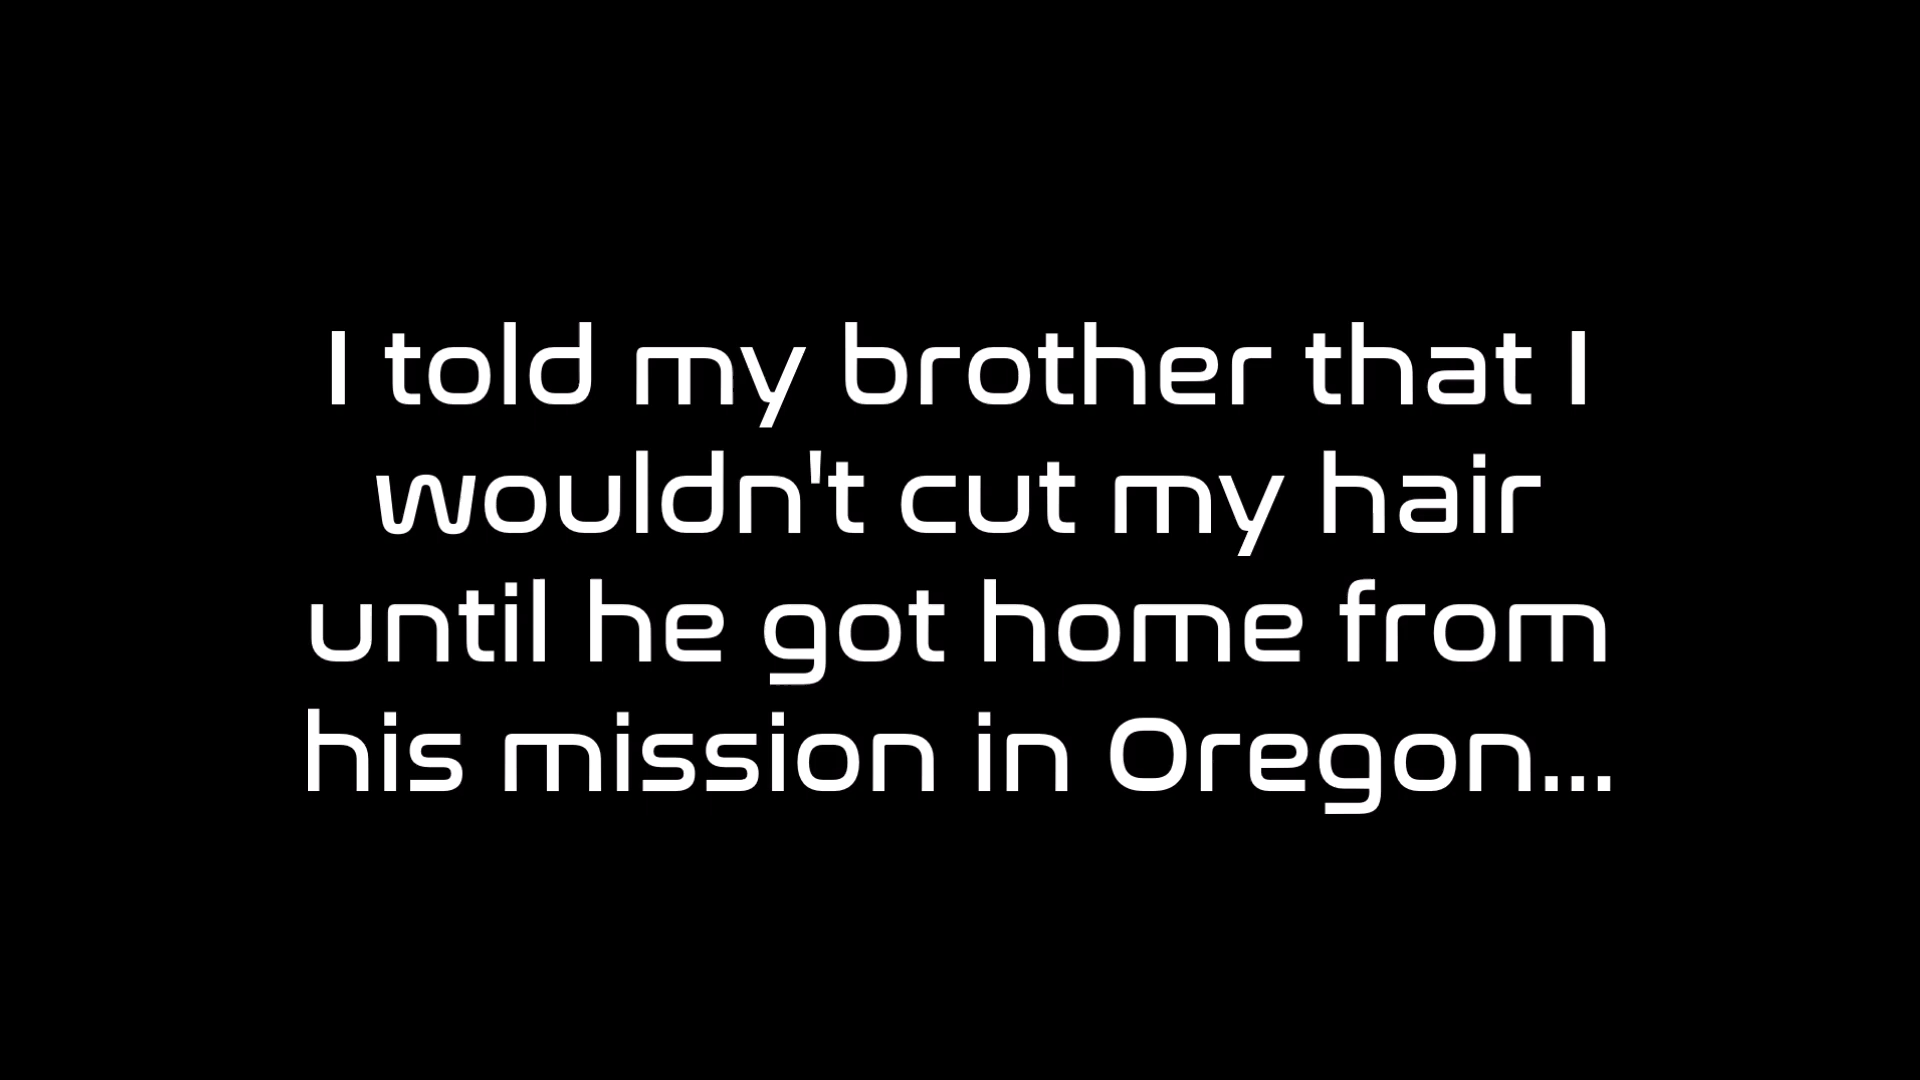 I told my brother that I
wouldn't cut my hair
until he got home from
his mission in Oregon...